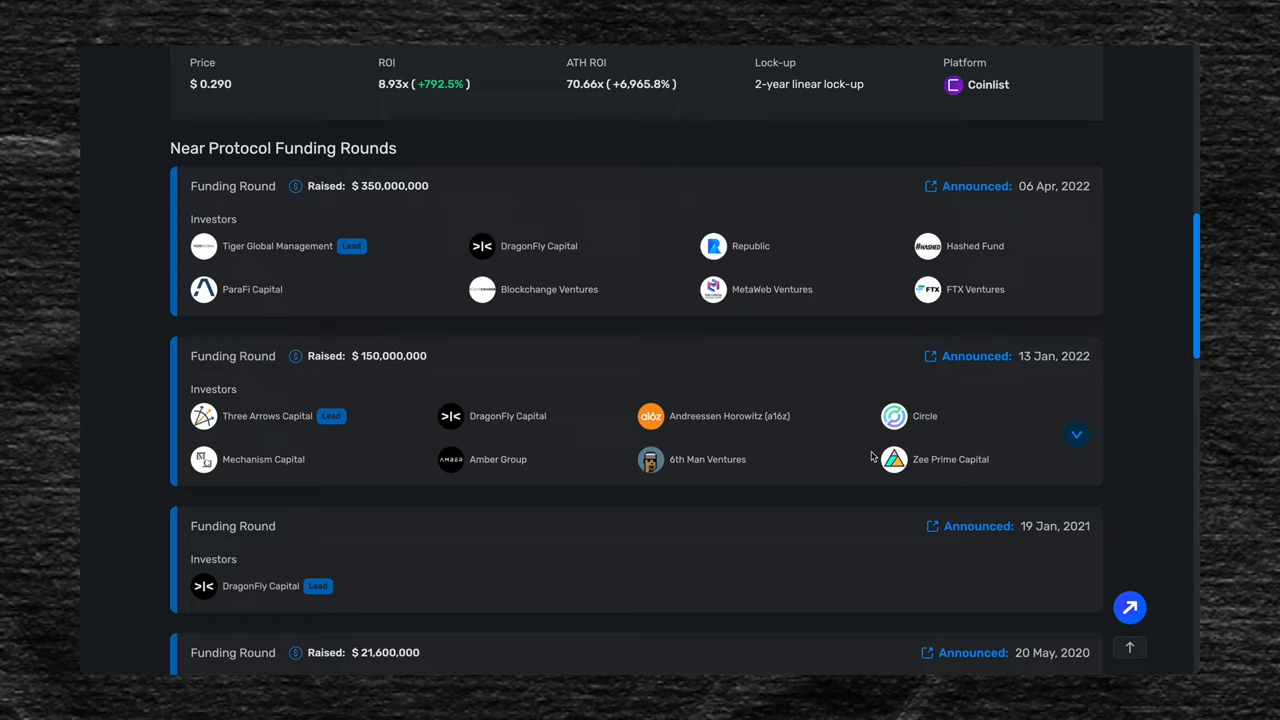 Price ROI ATH ROI Lock-up Platform
$ 0.290 8.93x ( +792.5% ) 70.66x ( +6,965.8% ) 2-year linear lock-up Coinlist
Near Protocol Funding Rounds
Funding Round Raised: $ 350,000,000 Announced: 06 Apr, 2022
Investors
Tiger Global Management Lead DragonFly Capital Republic #HASHED Hashed Fund
ParaFi Capital Blockchange Ventures MetaWeb Ventures FTX FTX Ventures
Funding Round Raised: $ 150,000,000 Announced: 13 Jan, 2022
Investors
Three Arrows Capital Lead DragonFly Capital a16z Andreessen Horowitz (a16z) Circle
Mechanism Capital AMBER Amber Group 6th Man Ventures Zee Prime Capital
Funding Round Announced: 19 Jan, 2021
Investors
DragonFly Capital Lead
Funding Round Raised: $ 21,600,000 Announced: 20 May, 2020